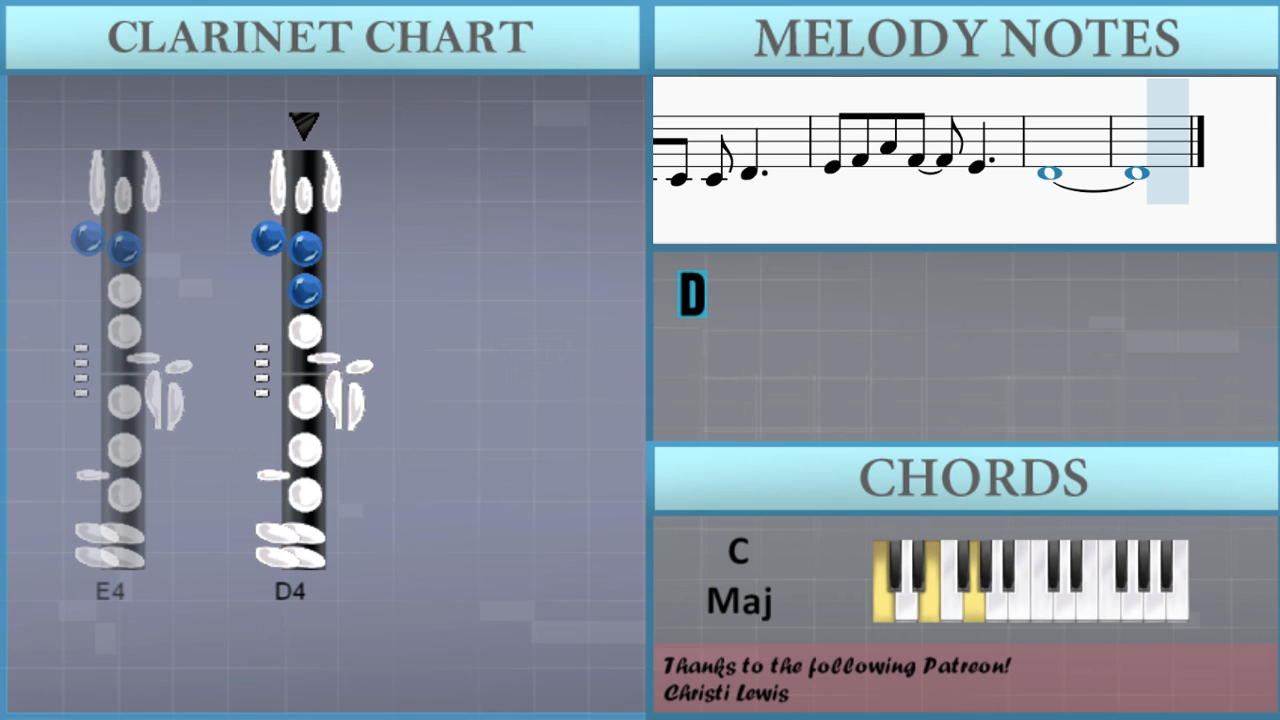 CLARINET CHART
E4
D4
MELODY NOTES
D
CHORDS
C
Maj
Thanks to the following Patreon!
Christi Lewis